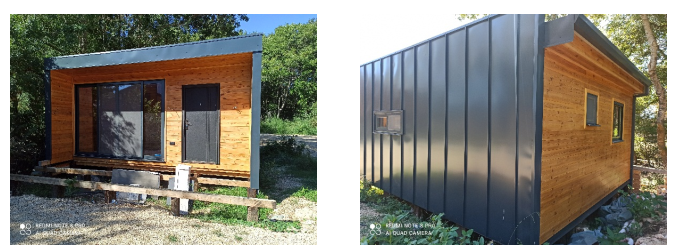 REDMI NOTE 8 PRO
AI QUAD CAMERA
REDMI NOTE 8 PRO
AI QUAD CAMERA